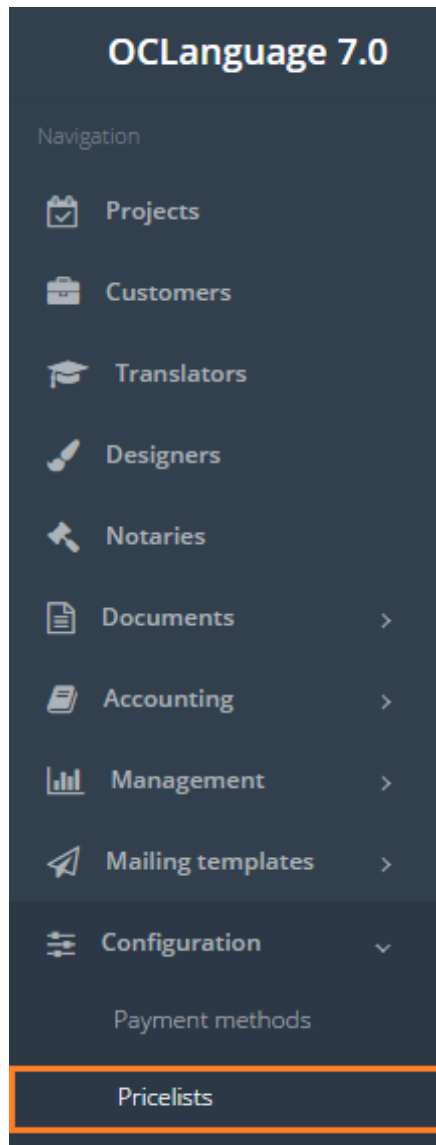 OCLanguage 7.0
Navigation
Projects
Customers
Translators
Designers
Notaries
Documents
Accounting
Management
Mailing templates
Configuration
Payment methods
Pricelists